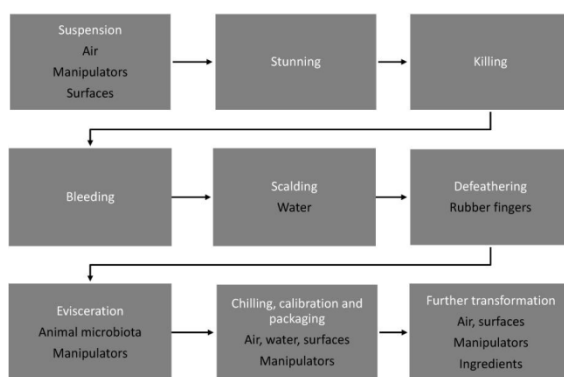 Suspension
Air
Manipulators
Surfaces
Stunning
Killing
Bleeding
Scalding
Water
Defeathering
Rubber fingers
Evisceration
Animal microbiota
Manipulators
Chilling, calibration and
packaging
Air, water, surfaces
Manipulators
Further transformation
Air, surfaces
Manipulators
Ingredients